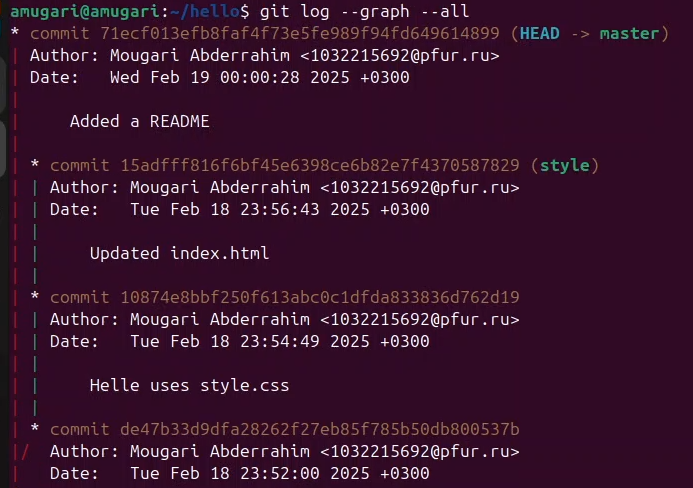 amugari@amugari:~/hello$ git log --graph --all
* commit 71ecf013efb8faf4f73e5fe989f94fd649614899 (HEAD -> master)
| Author: Mougari Abderrahim <1032215692@pfur.ru>
| Date:   Wed Feb 19 00:00:28 2025 +0300
|
|     Added a README
|
| * commit 15adfff816f6bf45e6398ce6b82e7f4370587829 (style)
| | Author: Mougari Abderrahim <1032215692@pfur.ru>
| | Date:   Tue Feb 18 23:56:43 2025 +0300
| |
| |     Updated index.html
| |
| * commit 10874e8bbf250f613abc0c1dfda833836d762d19
| | Author: Mougari Abderrahim <1032215692@pfur.ru>
| | Date:   Tue Feb 18 23:54:49 2025 +0300
| |
| |     Helle uses style.css
| |
| * commit de47b33d9dfa28262f27eb85f785b50db800537b
|/  Author: Mougari Abderrahim <1032215692@pfur.ru>
|   Date:   Tue Feb 18 23:52:00 2025 +0300